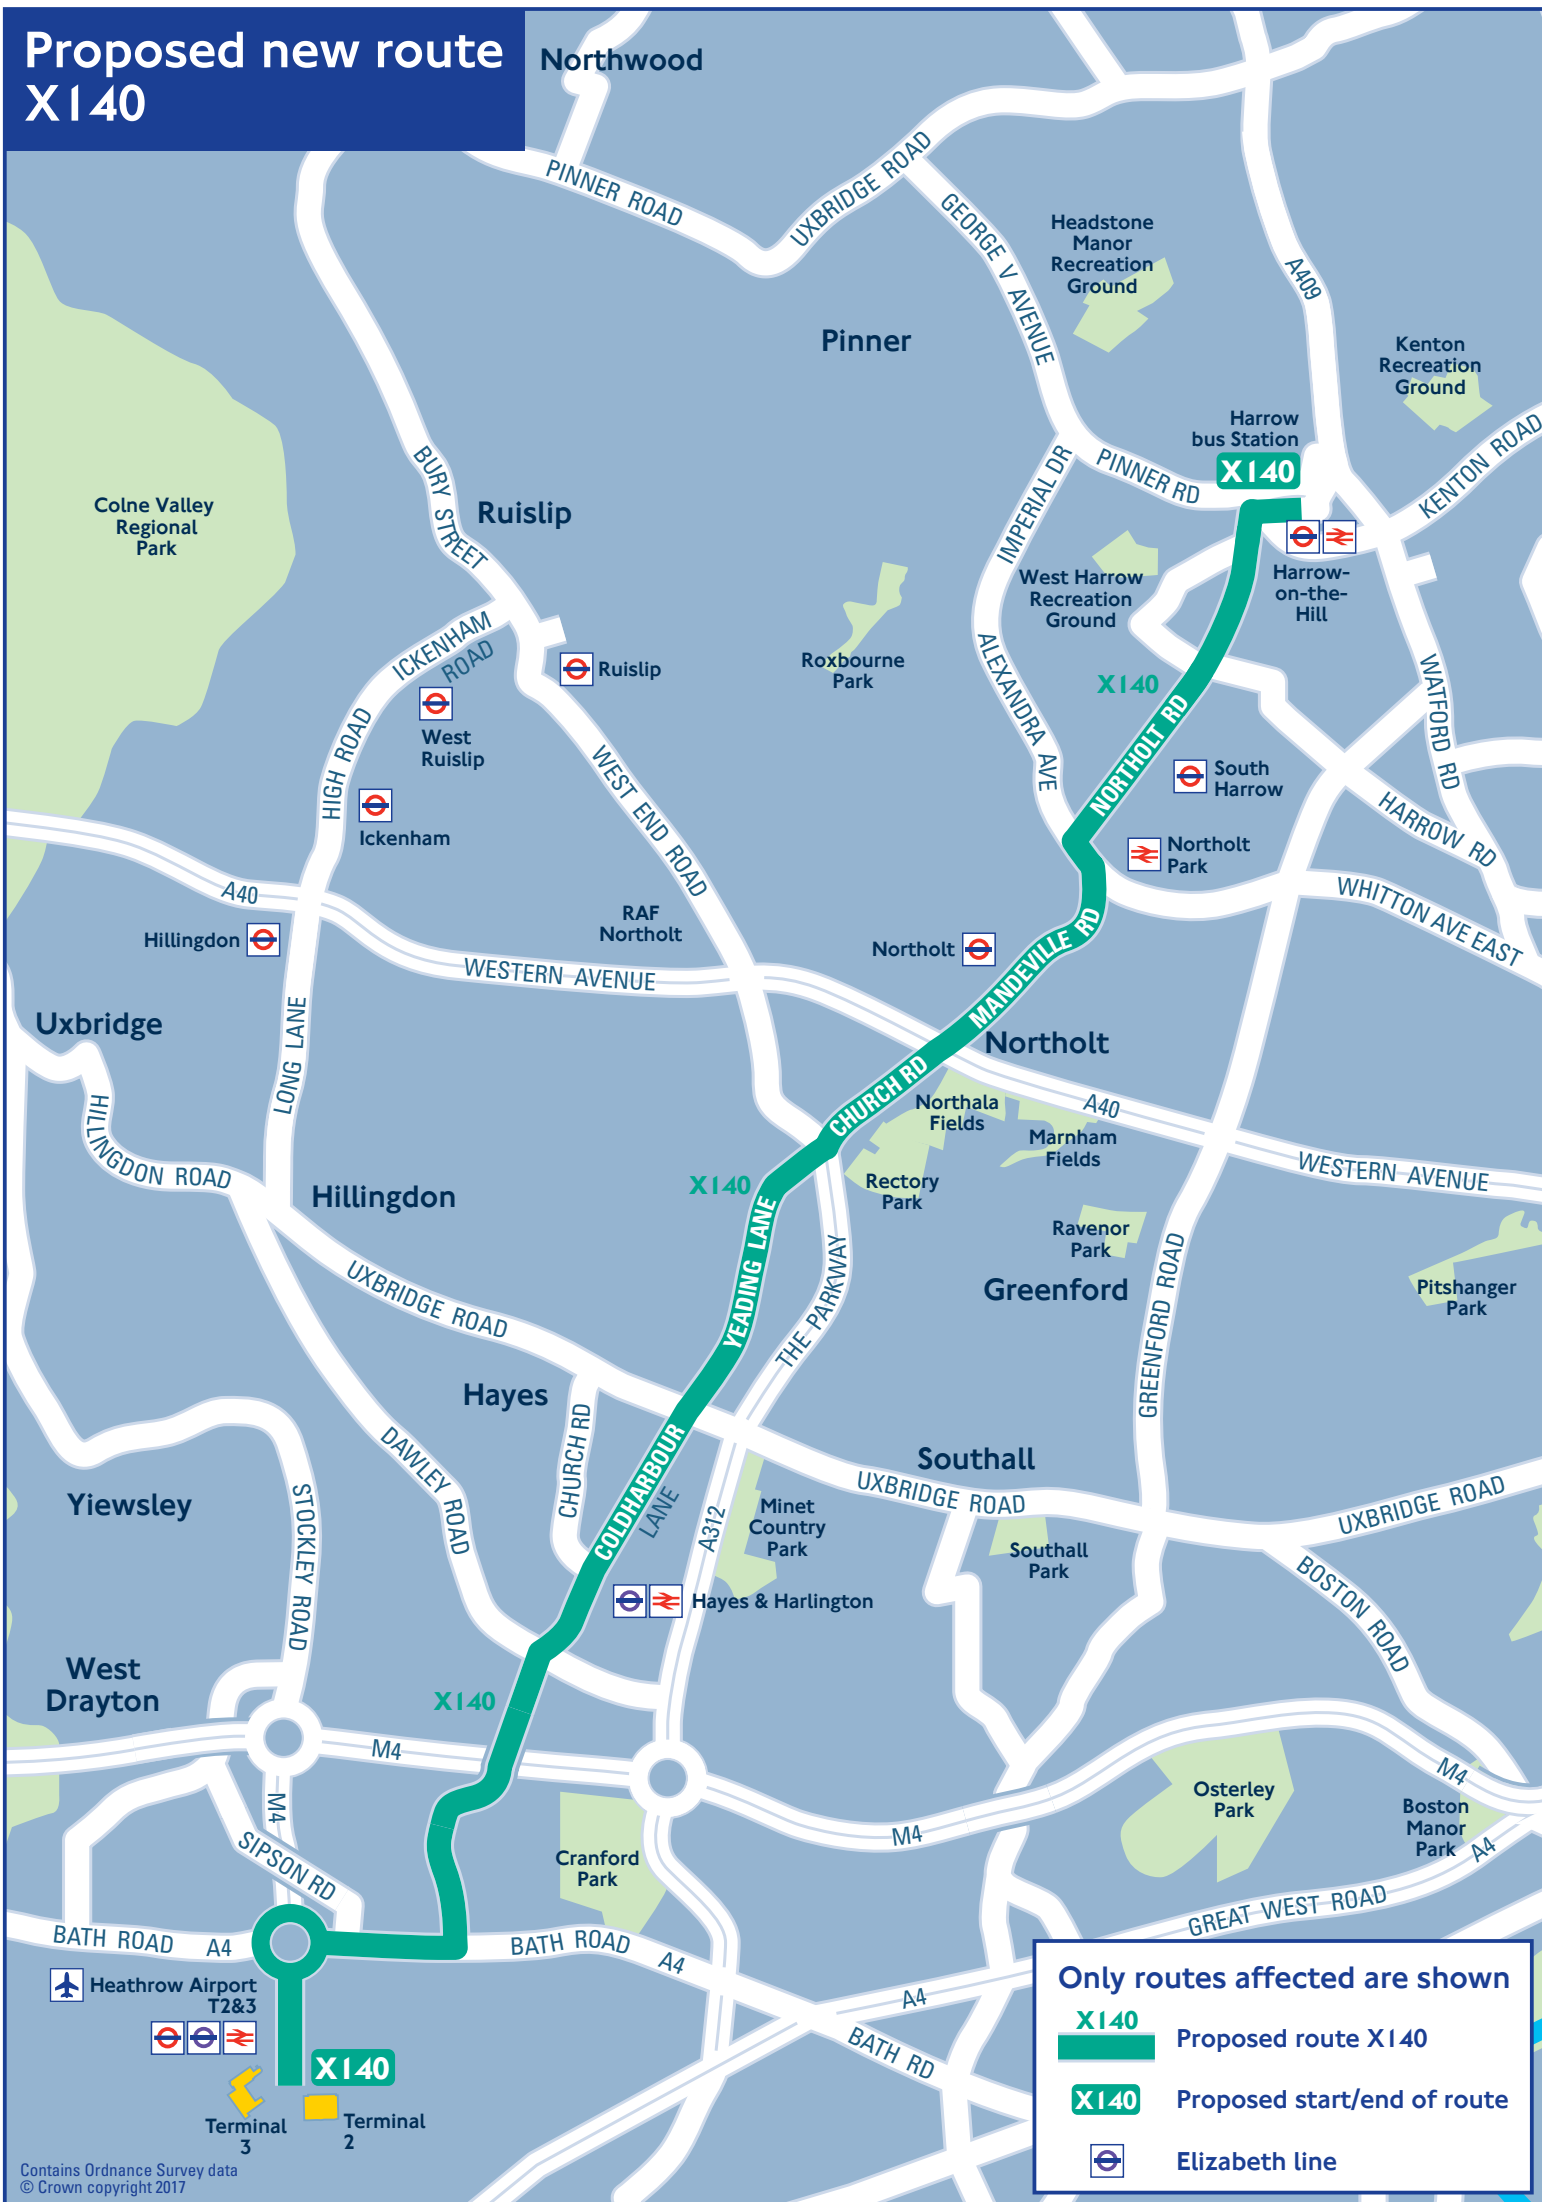 Proposed new route
X140
Northwood
PINNER ROAD
UXBRIDGE ROAD
GEORGE V AVENUE
Headstone
Manor
Recreation
Ground
A409
Pinner
Kenton
Recreation
Ground
Harrow
bus Station
X140
PINNER RD
KENTON ROAD
IMPERIAL DR
BURY STREET
Ruislip
Colne Valley
Regional
Park
West Harrow
Recreation
Ground
Harrow-
on-the-
Hill
ICKENHAM
ROAD
Ruislip
Roxbourne
Park
ALEXANDRA AVE
X140
WATFORD RD
West
Ruislip
HIGH ROAD
NORTHOLT RD
South
Harrow
WEST END ROAD
Ickenham
HARROW RD
Northolt
Park
A40
WHITTON AVE EAST
RAF
Northolt
Hillingdon
Northolt
MANDEVILLE RD
WESTERN AVENUE
Uxbridge
LONG LANE
Northolt
CHURCH RD
Northala
Fields
A40
HILLINGDON ROAD
Marnham
Fields
WESTERN AVENUE
Hillingdon
X140
Rectory
Park
YEADING LANE
Ravenor
Park
THE PARKWAY
Greenford
GREENFORD ROAD
Pitshanger
Park
UXBRIDGE ROAD
Hayes
CHURCH RD
DAWLEY ROAD
COLDHARBOUR
LANE
Southall
UXBRIDGE ROAD
UXBRIDGE ROAD
Yiewsley
STOCKLEY ROAD
A312
Minet
Country
Park
Southall
Park
BOSTON ROAD
Hayes & Harlington
West
Drayton
X140
M4
M4
M4
Osterley
Park
Boston
Manor
Park
SIPSON RD
M4
A4
Cranford
Park
GREAT WEST ROAD
BATH ROAD
A4
BATH ROAD
A4
Heathrow Airport
T2&3
A4
BATH RD
X140
Terminal
3
Terminal
2
Only routes affected are shown
X140
Proposed route X140
X140
Proposed start/end of route
Elizabeth line
Contains Ordnance Survey data
© Crown copyright 2017